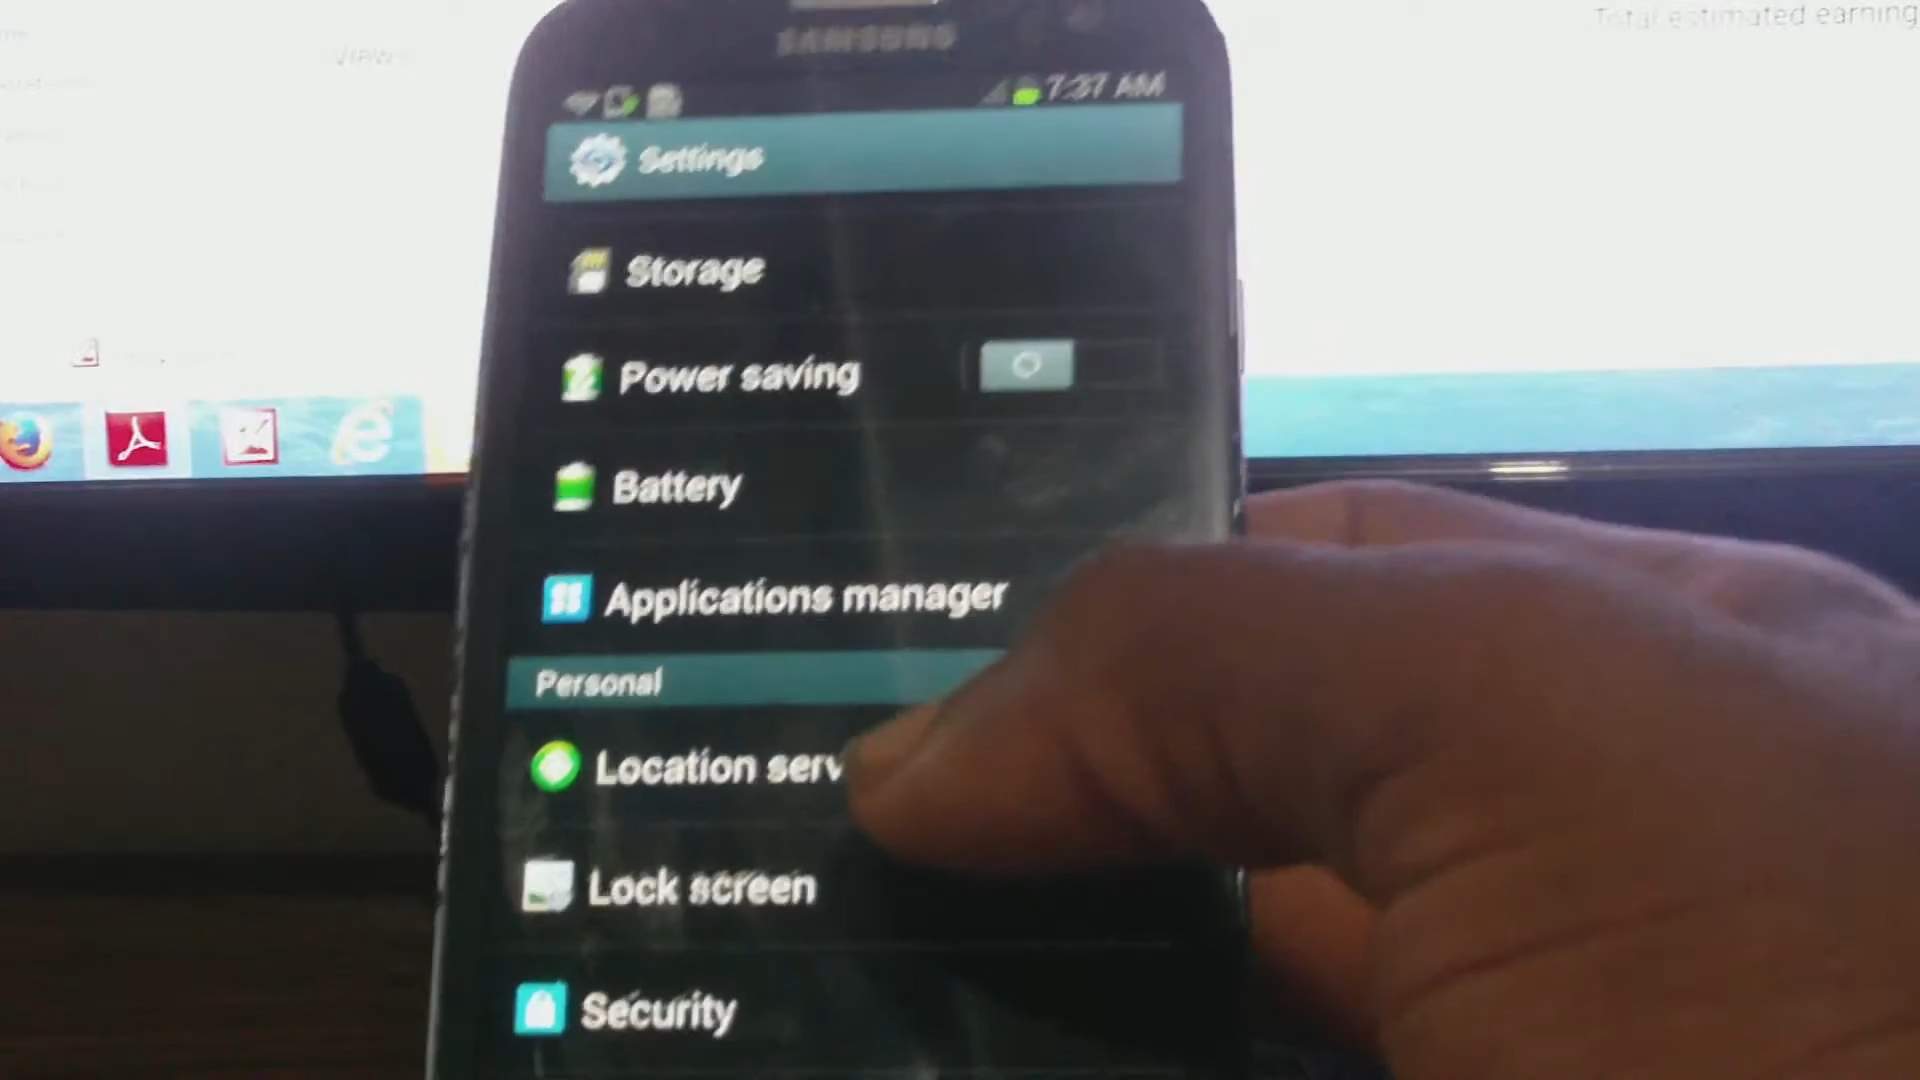 Total estimated earning
View
SAMSUNG
7:37 AM
Settings
Storage
Power saving
Battery
Applications manager
Personal
Location serv
Lock screen
Security